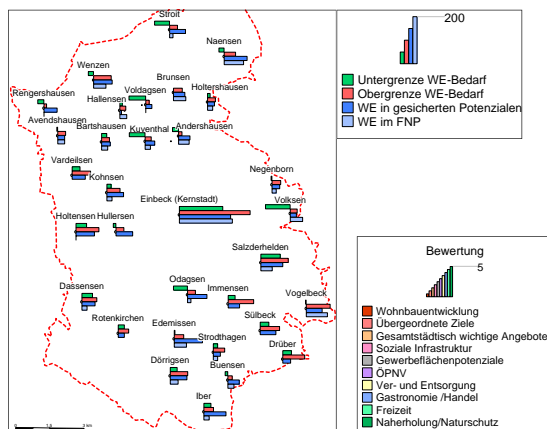 Stroit
Naensen
Wenzen
Brunsen
Rengershausen
Hallensen
Voldagsen
Holtershausen
Avendshausen
Bartshausen
Kuventhal
Andershausen
Vardeilsen
Kohnsen
Negenborn
Einbeck (Kernstadt)
Volksen
Holtensen
Hullersen
Salzderhelden
Dassensen
Odagsen
Immensen
Vogelbeck
Rotenkirchen
Edemissen
Sülbeck
Strodthagen
Drüber
Dörrigsen
Buensen
Iber
200
Untergrenze WE-Bedarf
Obergrenze WE-Bedarf
WE in gesicherten Potenzialen
WE im FNP
Bewertung
5
Wohnbauentwicklung
Übergeordnete Ziele
Gesamtstädtisch wichtige Angebote
Soziale Infrastruktur
Gewerbeflächenpotenziale
ÖPNV
Ver- und Entsorgung
Gastronomie /Handel
Freizeit
Naherholung/Naturschutz